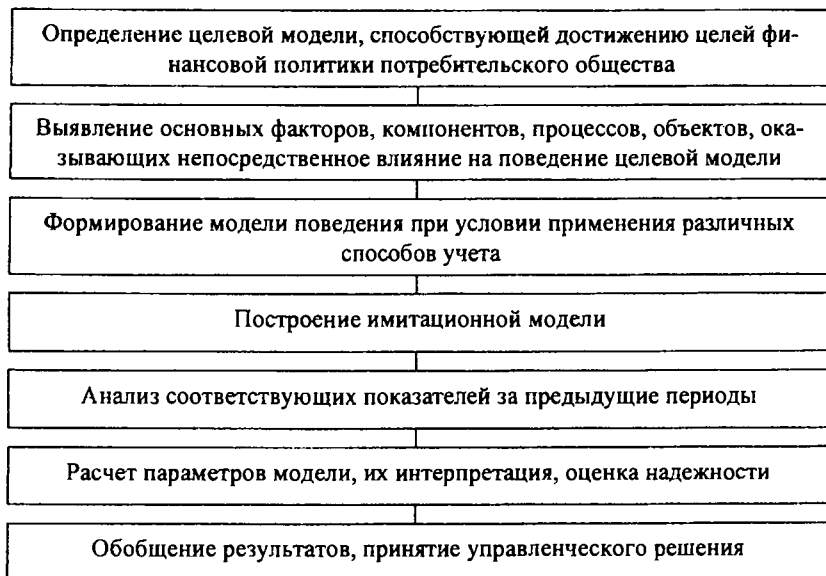 Определение целевой модели, способствующей достижению целей фи-
нансовой политики потребительского общества
Выявление основных факторов, компонентов, процессов, объектов, ока-
зывающих непосредственное влияние на поведение целевой модели
Формирование модели поведения при условии применения различных
способов учета
Построение имитационной модели
Анализ соответствующих показателей за предыдущие периоды
Расчет параметров модели, их интерпретация, оценка надежности
Обобщение результатов, принятие управленческого решения